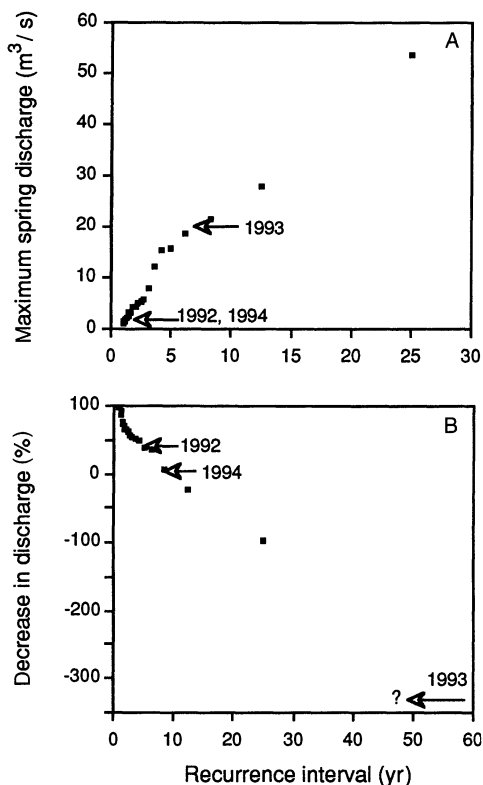 A
Maximum spring discharge (m³/s)
60
50
40
30
20
10
0
1993
1992, 1994
0 5 10 15 20 25 30
B
Decrease in discharge (%)
100
0
-100
-200
-300
1992
1994
1993
?
0 10 20 30 40 50 60
Recurrence interval (yr)